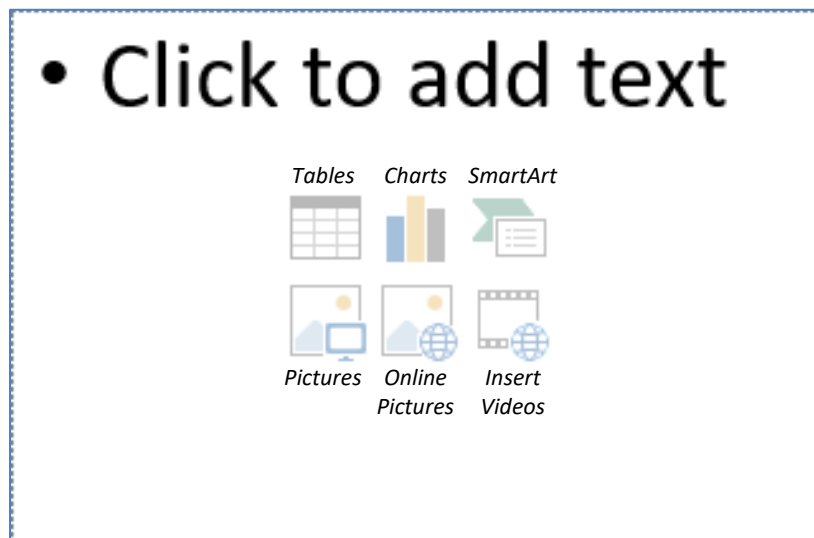 • Click to add text
Tables Charts SmartArt
Pictures Online Insert
Pictures Videos